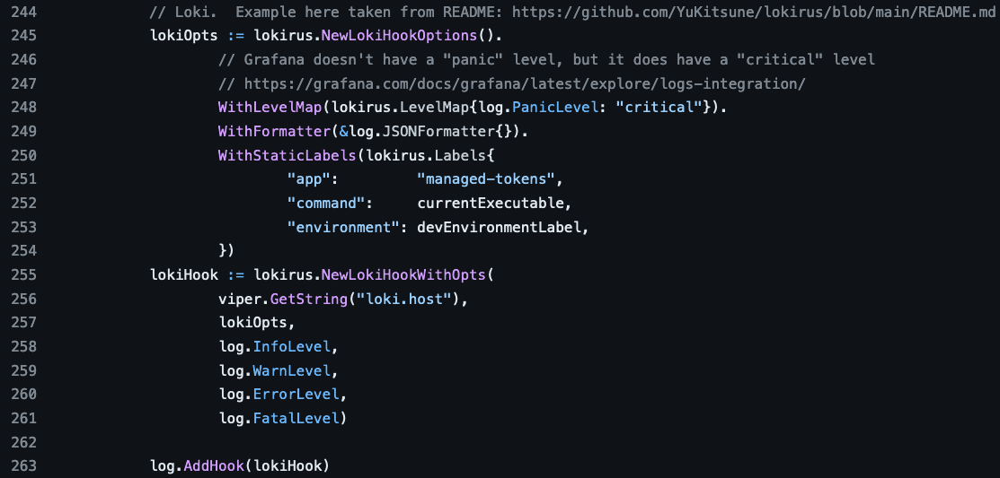 244 // Loki.  Example here taken from README: https://github.com/YuKitsune/lokirus/blob/main/README.md
245 lokiOpts := lokirus.NewLokiHookOptions().
246 // Grafana doesn't have a "panic" level, but it does have a "critical" level
247 // https://grafana.com/docs/grafana/latest/explore/logs-integration/
248 WithLevelMap(lokirus.LevelMap{log.PanicLevel: "critical"}).
249 WithFormatter(&log.JSONFormatter{}).
250 WithStaticLabels(lokirus.Labels{
251 "app":         "managed-tokens",
252 "command":     currentExecutable,
253 "environment": devEnvironmentLabel,
254 })
255 lokiHook := lokirus.NewLokiHookWithOpts(
256 viper.GetString("loki.host"),
257 lokiOpts,
258 log.InfoLevel,
259 log.WarnLevel,
260 log.ErrorLevel,
261 log.FatalLevel)
262
263 log.AddHook(lokiHook)